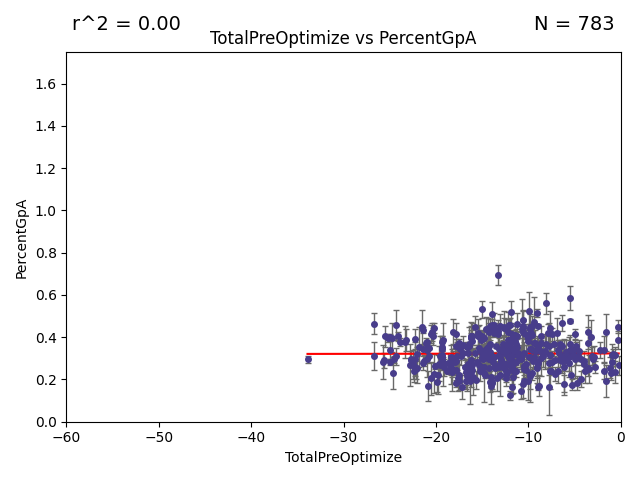 r^2 = 0.00
N = 783
TotalPreOptimize vs PercentGpA
PercentGpA
1.6
1.4
1.2
1.0
0.8
0.6
0.4
0.2
0.0
−60 −50 −40 −30 −20 −10 0
TotalPreOptimize